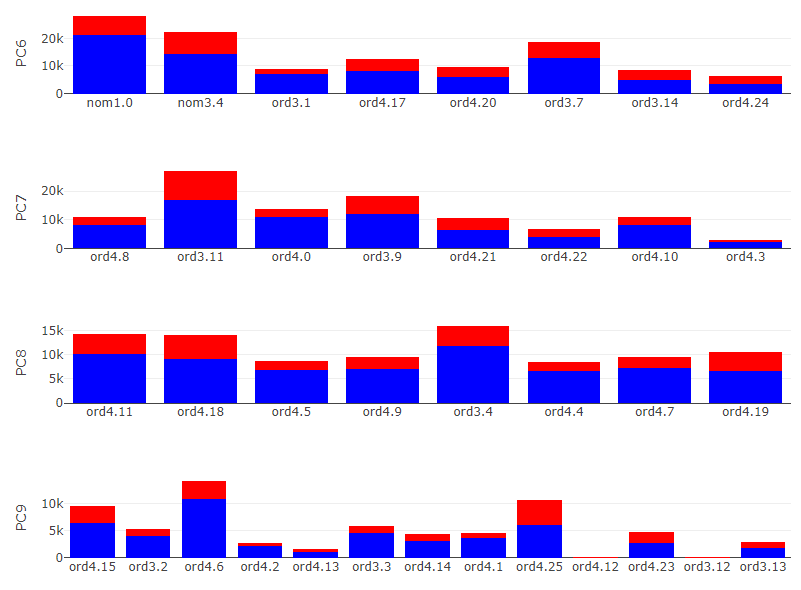 PC6
20k
10k
0
nom1.0 nom3.4 ord3.1 ord4.17 ord4.20 ord3.7 ord3.14 ord4.24
PC7
20k
10k
0
ord4.8 ord3.11 ord4.0 ord3.9 ord4.21 ord4.22 ord4.10 ord4.3
PC8
15k
10k
5k
0
ord4.11 ord4.18 ord4.5 ord4.9 ord3.4 ord4.4 ord4.7 ord4.19
PC9
10k
5k
0
ord4.15 ord3.2 ord4.6 ord4.2 ord4.13 ord3.3 ord4.14 ord4.1 ord4.25 ord4.12 ord4.23 ord3.12 ord3.13